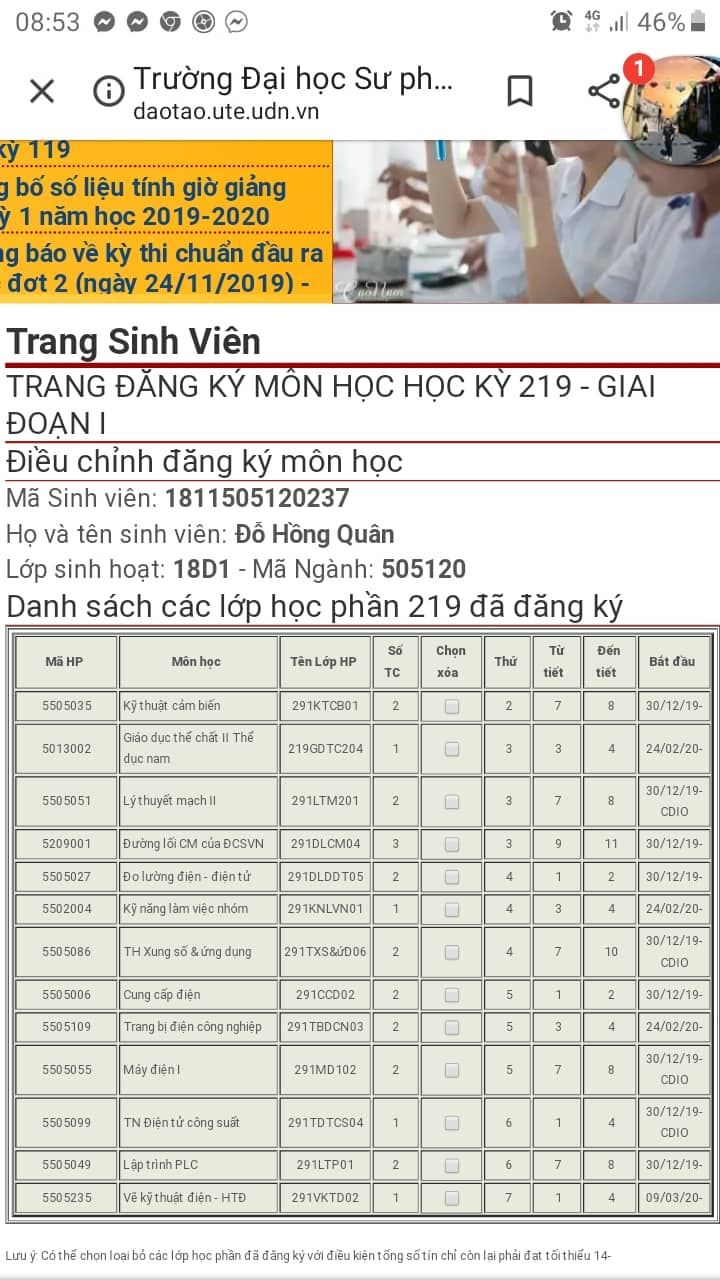 08:53
4G
46%
Trường Đại học Sư ph...
daotao.ute.udn.vn
1
kỳ 119
g bố số liệu tính giờ giảng
ỳ 1 năm học 2019-2020
ng báo về kỳ thi chuẩn đầu ra
đợt 2 (ngày 24/11/2019) -
CaoNam
Trang Sinh Viên
TRANG ĐĂNG KÝ MÔN HỌC HỌC KỲ 219 - GIAI
ĐOẠN I
Điều chỉnh đăng ký môn học
Mã Sinh viên: 1811505120237
Họ và tên sinh viên: Đỗ Hồng Quân
Lớp sinh hoạt: 18D1 - Mã Ngành: 505120
Danh sách các lớp học phần 219 đã đăng ký
Mã HP Môn học Tên Lớp HP Số TC Chọn xóa Thứ Từ tiết Đến tiết Bắt đầu
5505035 Kỹ thuật cảm biến 291KTCB01 2 2 7 8 30/12/19-
5013002 Giáo dục thể chất II Thể dục nam 219GDTC204 1 3 3 4 24/02/20-
5505051 Lý thuyết mạch II 291LTM201 2 3 7 8 30/12/19- CDIO
5209001 Đường lối CM của ĐCSVN 291DLCM04 3 3 9 11 30/12/19-
5505027 Đo lường điện - điện tử 291DLDDT05 2 4 1 2 30/12/19-
5502004 Kỹ năng làm việc nhóm 291KNLVN01 1 4 3 4 24/02/20-
5505086 TH Xung số & ứng dụng 291TXS&ứD06 2 4 7 10 30/12/19- CDIO
5505006 Cung cấp điện 291CCD02 2 5 1 2 30/12/19-
5505109 Trang bị điện công nghiệp 291TBDCN03 2 5 3 4 24/02/20-
5505055 Máy điện I 291MD102 2 5 7 8 30/12/19- CDIO
5505099 TN Điện tử công suất 291TDTCS04 1 6 1 4 30/12/19- CDIO
5505049 Lập trình PLC 291LTP01 2 6 7 8 30/12/19-
5505235 Vẽ kỹ thuật điện - HTĐ 291VKTD02 1 7 1 4 09/03/20-
Lưu ý: Có thể chọn loại bỏ các lớp học phần đã đăng ký với điều kiện tổng số tín chỉ còn lại phải đạt tối thiểu 14-